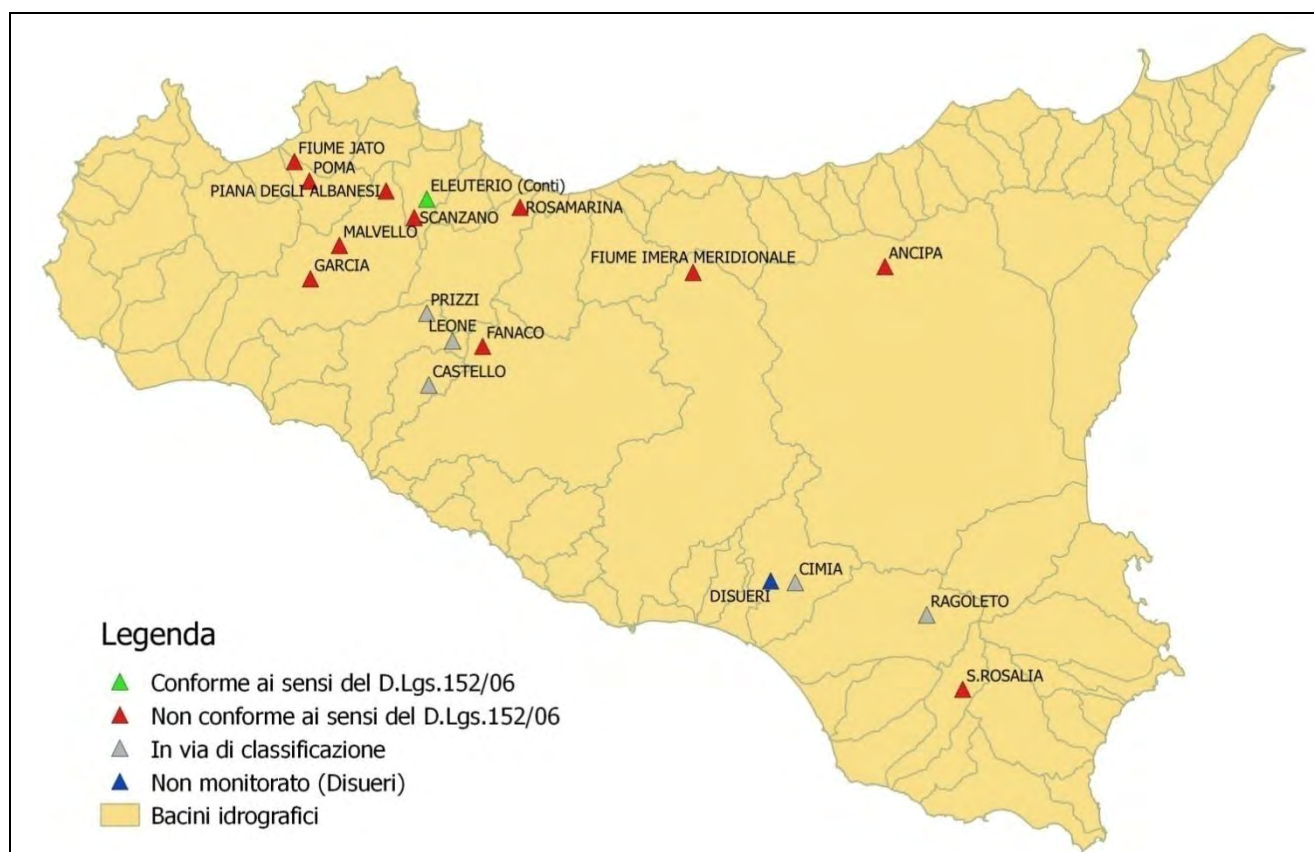 FIUME JATO
POMA
PIANA DEGLI ALBANESI
ELEUTERIO (Conti)
SCANZANO
ROSAMARINA
MALVELLO
GARCIA
FIUME IMERA MERIDIONALE
ANCIPA
PRIZZI
LEONE
FANACO
CASTELLO
CIMIA
DISUERI
RAGOLETO
S.ROSALIA
Legenda
Conforme ai sensi del D.Lgs.152/06
Non conforme ai sensi del D.Lgs.152/06
In via di classificazione
Non monitorato (Disueri)
Bacini idrografici